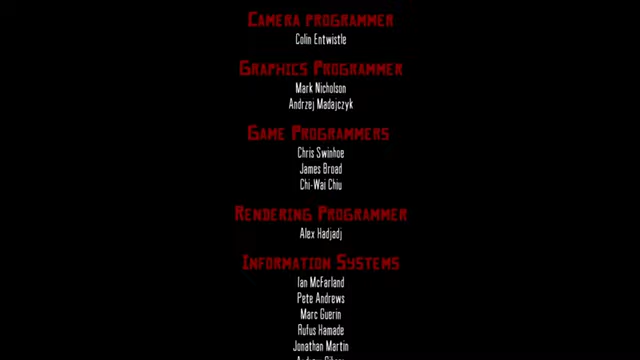 CAMERA PROGRAMMER
Colin Entwistle
GRAPHICS PROGRAMMER
Mark Nicholson
Andrzej Madajczyk
GAME PROGRAMMERS
Chris Swinhoe
James Broad
Chi-Wai Chiu
RENDERING PROGRAMMER
Alex Hadjadj
INFORMATION SYSTEMS
Ian McFarland
Pete Andrews
Marc Guerin
Rufus Hamade
Jonathan Martin